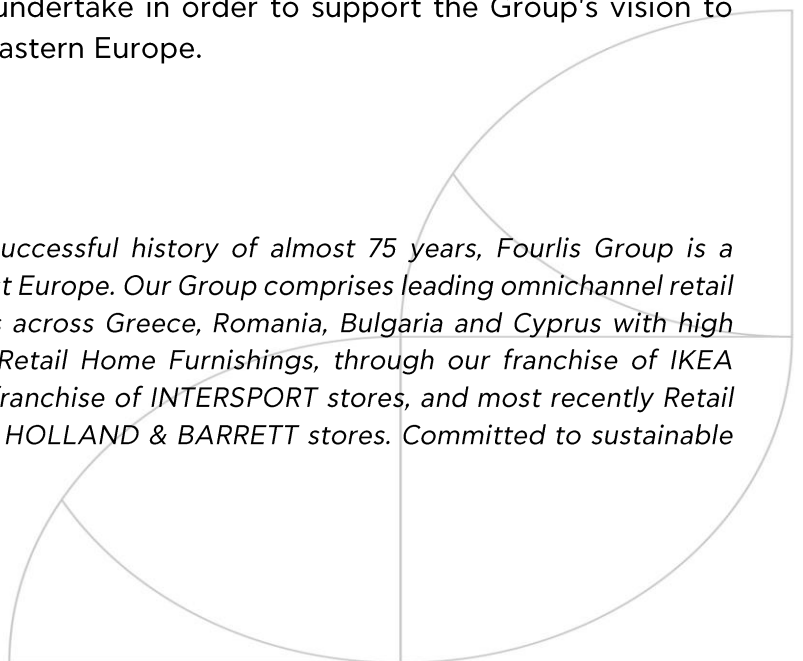 undertake in order to support the Group's vision to
astern Europe.
uccessful history of almost 75 years, Fourlis Group is a
t Europe. Our Group comprises leading omnichannel retail
across Greece, Romania, Bulgaria and Cyprus with high
Retail Home Furnishings, through our franchise of IKEA
franchise of INTERSPORT stores, and most recently Retail
HOLLAND & BARRETT stores. Committed to sustainable